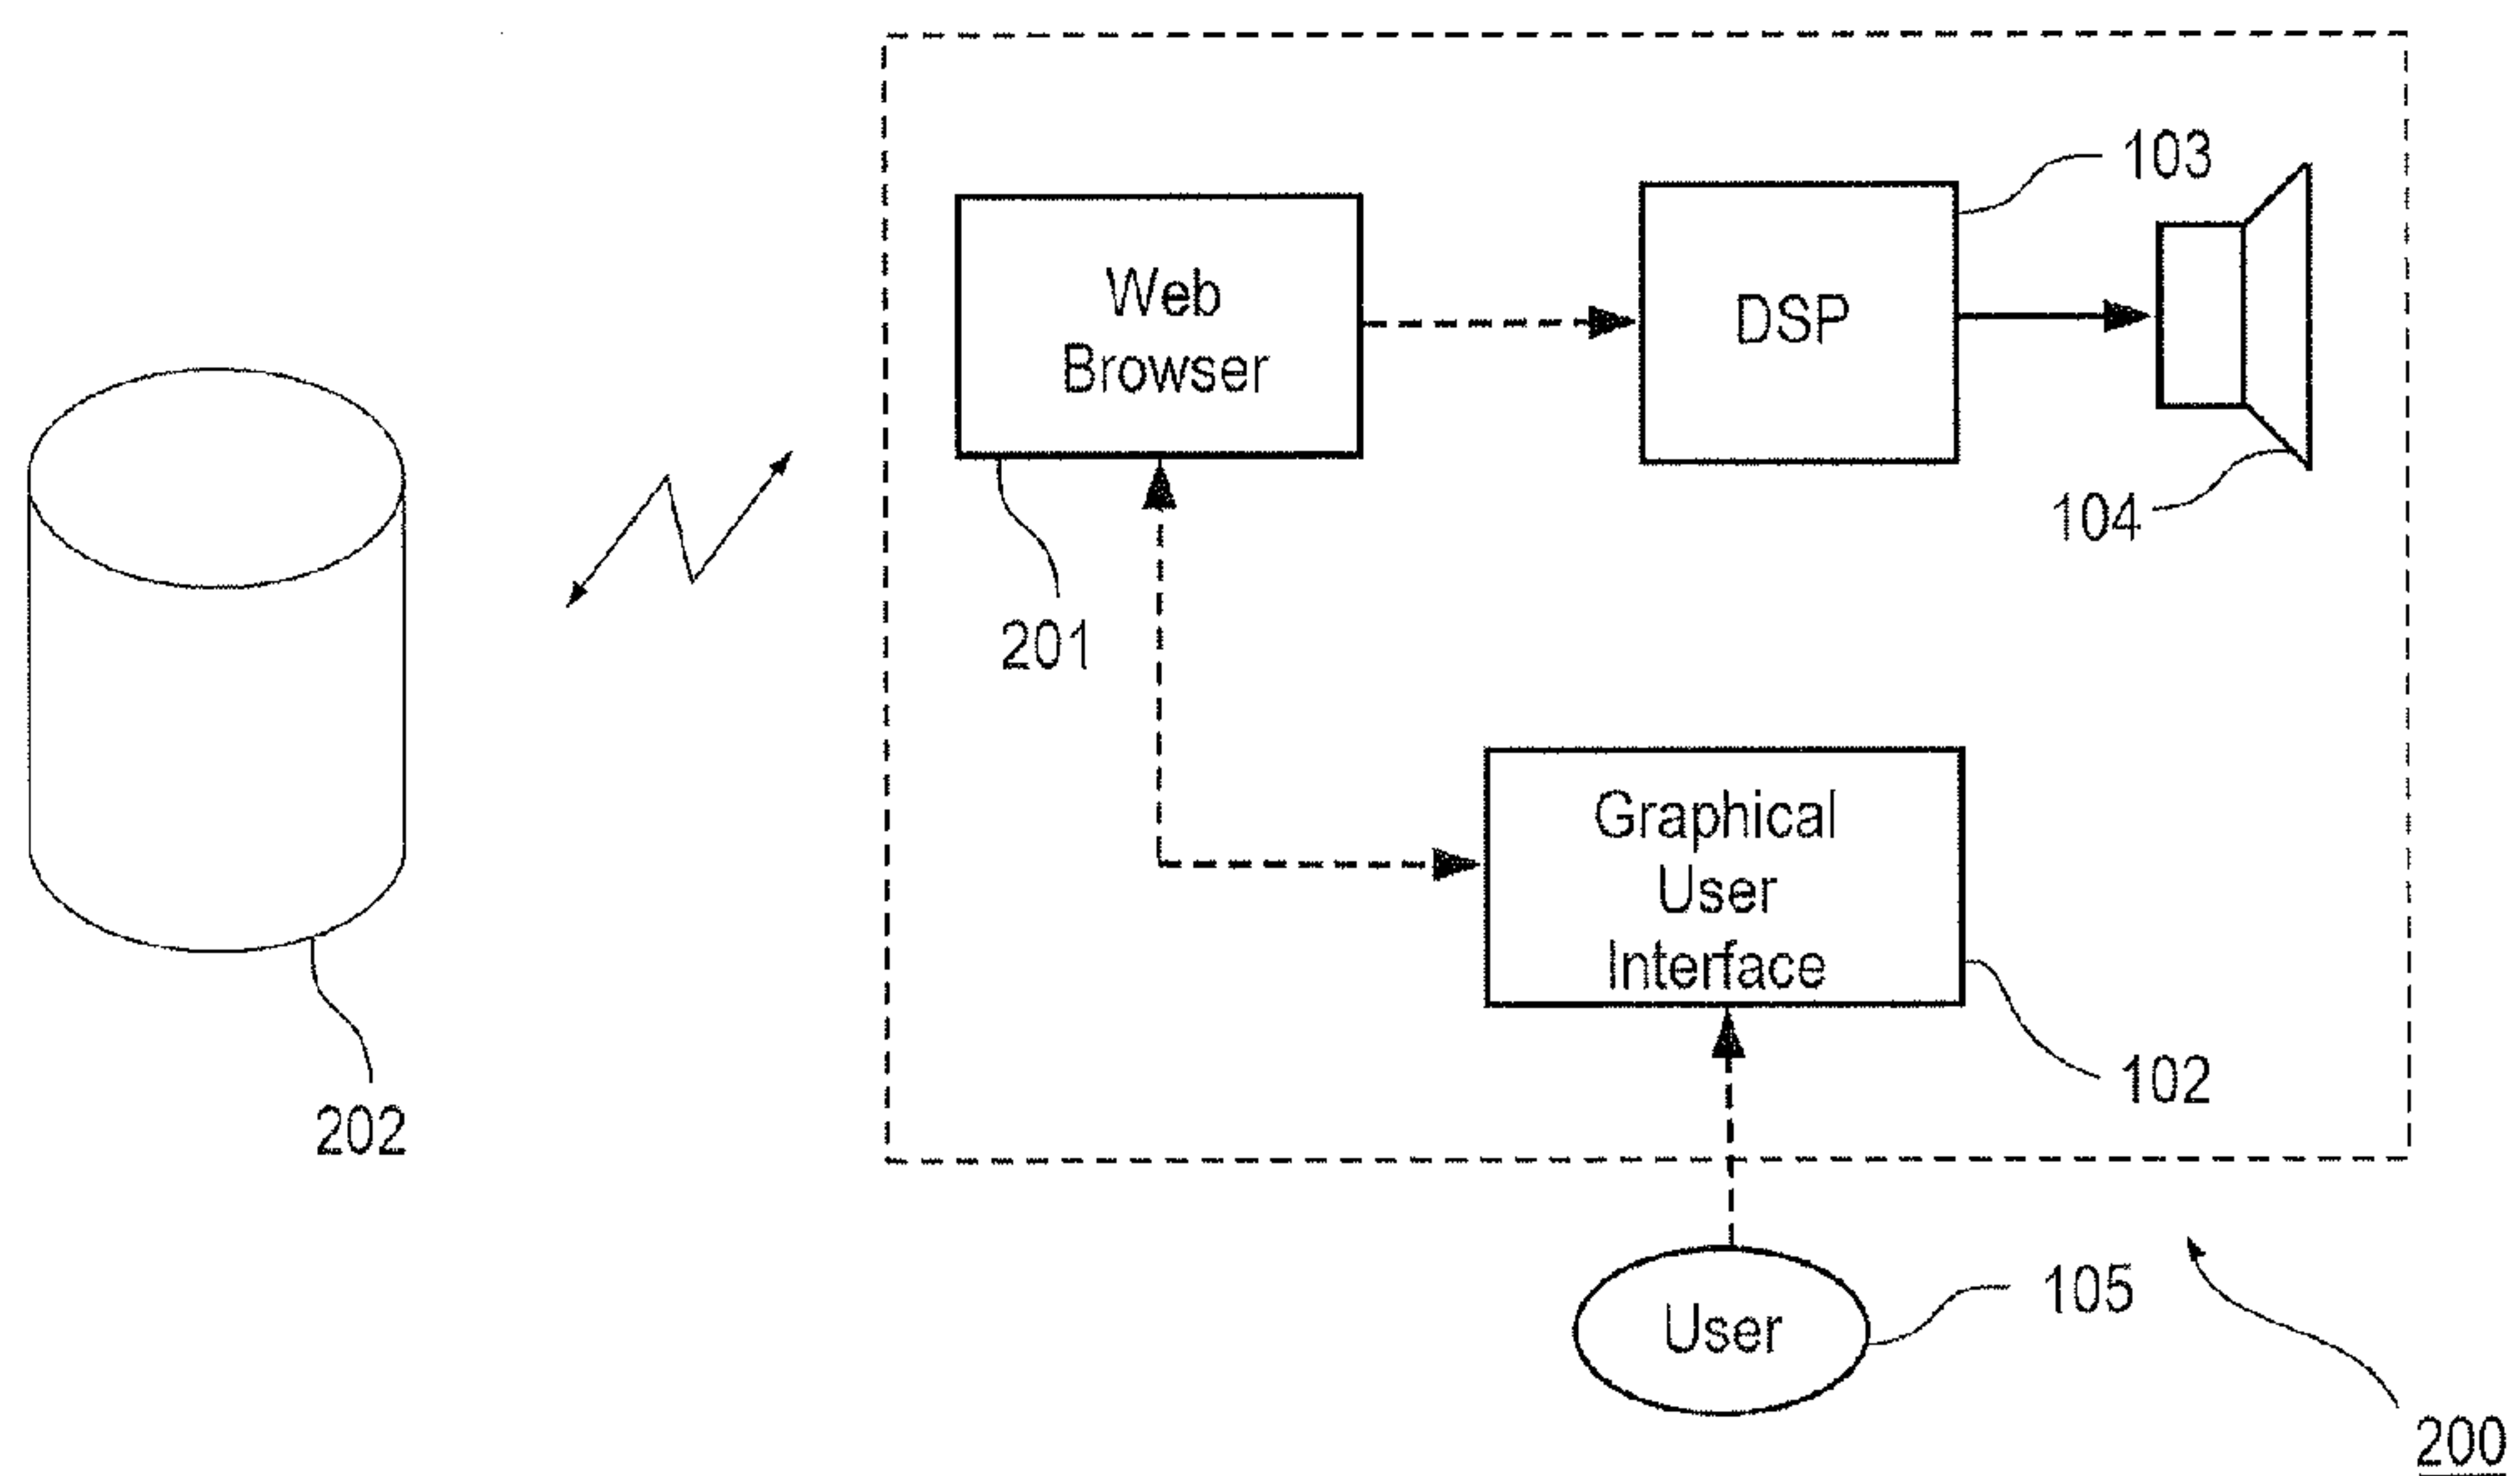 103
Web
Browser
DSP
104
201
Graphical
User
Interface
102
202
105
User
200